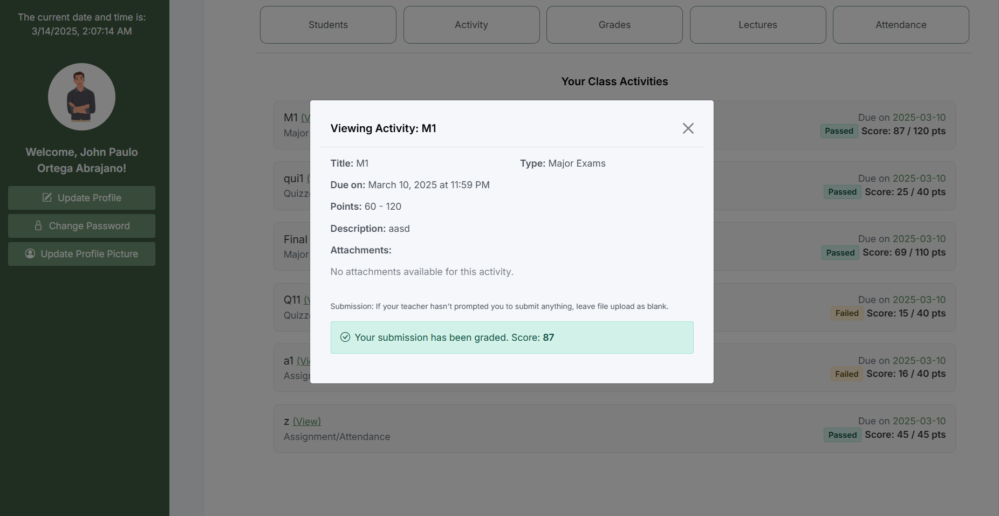 The current date and time is:
3/14/2025, 2:07:14 AM
Welcome, John Paulo
Ortega Abrajano!
Update Profile
Change Password
Update Profile Picture
Students
Activity
Grades
Lectures
Attendance
Your Class Activities
M1
Major
Due on 2025-03-10
Passed Score: 87 / 120 pts
qui1
Due on 2025-03-10
Passed Score: 25 / 40 pts
Final
Major
Due on 2025-03-10
Passed Score: 69 / 110 pts
Q11
Due on 2025-03-10
Failed Score: 15 / 40 pts
a1
Due on 2025-03-10
Failed Score: 16 / 40 pts
z (View)
Assignment/Attendance
Due on 2025-03-10
Passed Score: 45 / 45 pts
Viewing Activity: M1
Title: M1
Type: Major Exams
Due on: March 10, 2025 at 11:59 PM
Points: 60 - 120
Description: aasd
Attachments:
No attachments available for this activity.
Submission: If your teacher hasn't prompted you to submit anything, leave file upload as blank.
Your submission has been graded. Score: 87